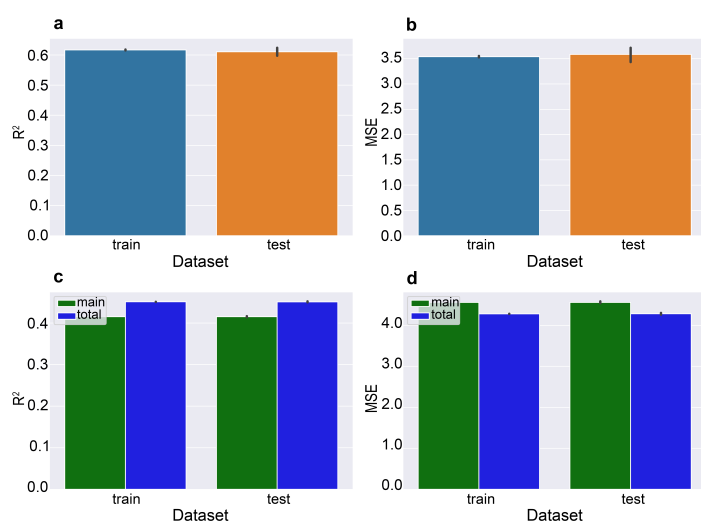 a
0.6
0.5
0.4
0.3
0.2
0.1
0.0
R²
train
test
Dataset
b
3.5
3.0
2.5
2.0
1.5
1.0
0.5
0.0
MSE
train
test
Dataset
c
main
total
0.4
0.3
0.2
0.1
0.0
R²
train
test
Dataset
d
main
total
4.0
4.0
3.0
1.0
0.0
MSE
train
test
Dataset